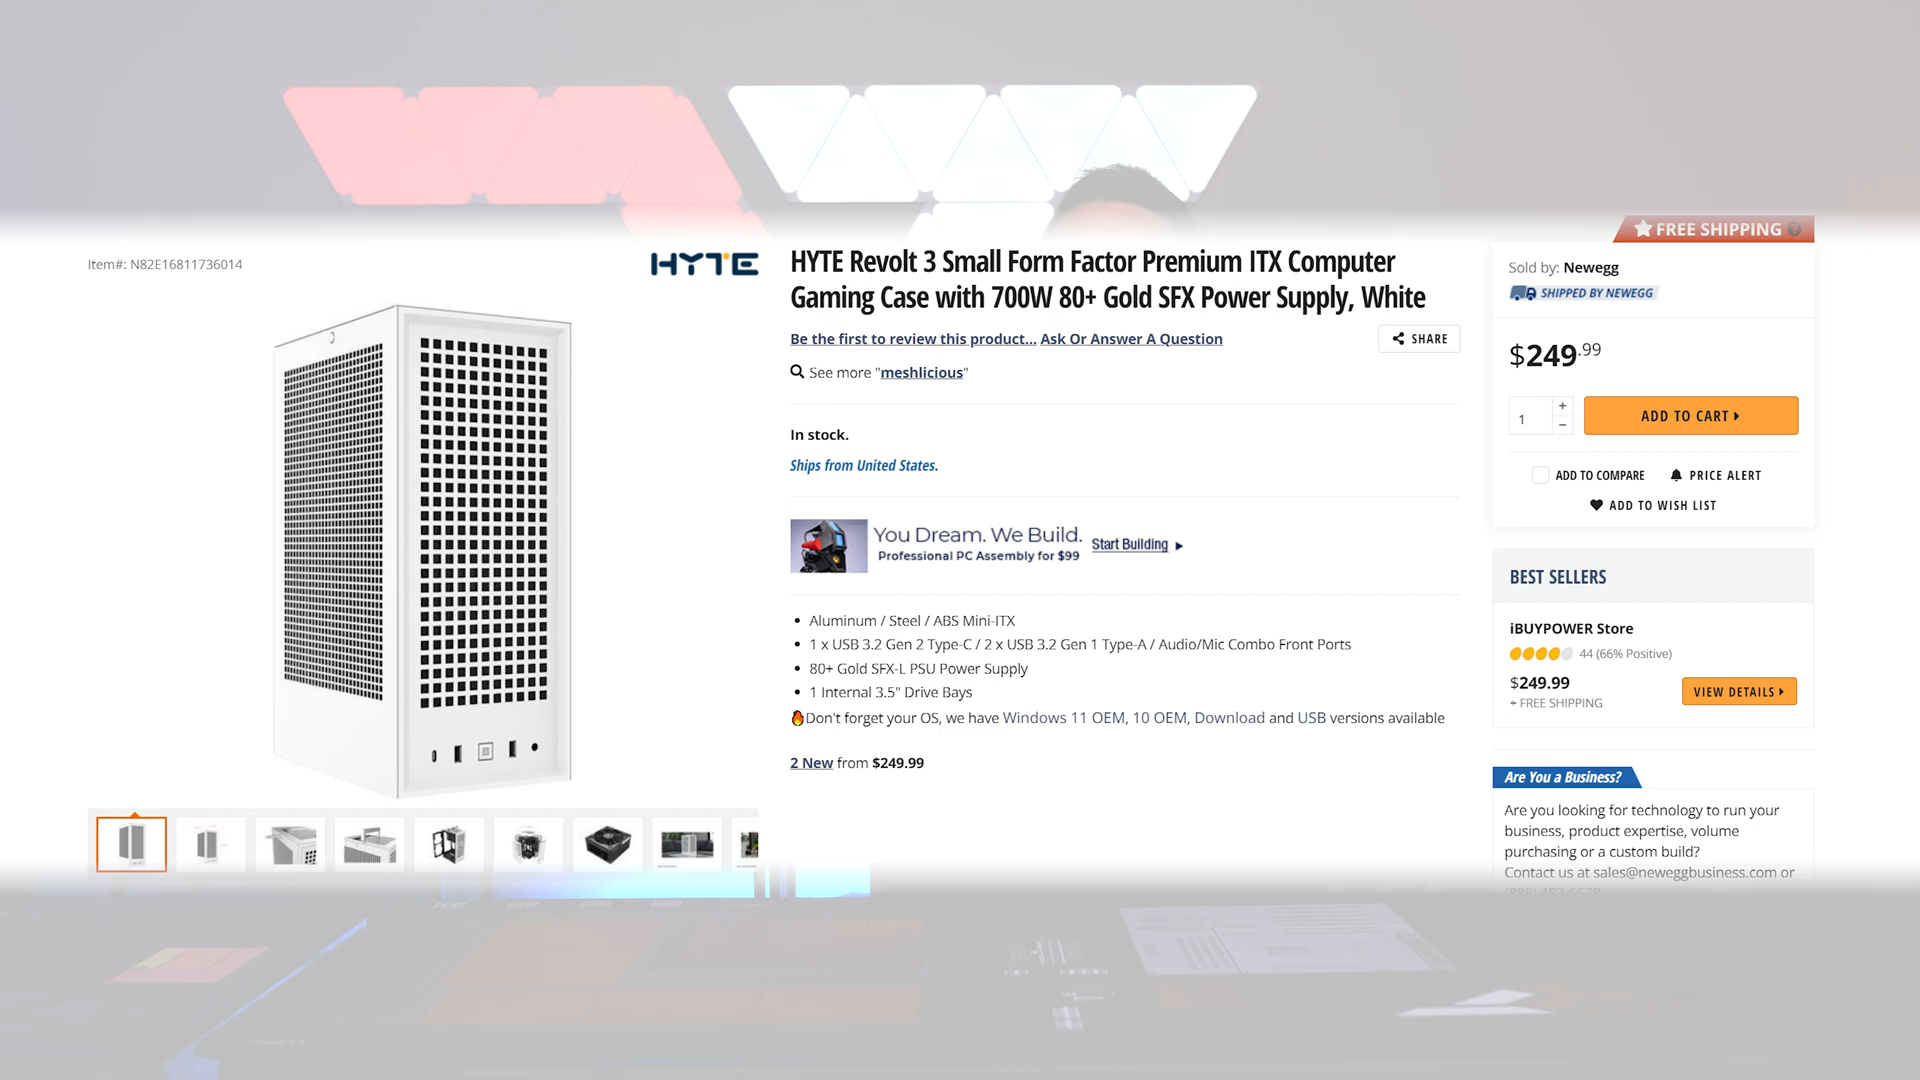 FREE SHIPPING
Item#: N82E16811736014
HYTE
HYTE Revolt 3 Small Form Factor Premium ITX Computer
Gaming Case with 700W 80+ Gold SFX Power Supply, White
Be the first to review this product... Ask Or Answer A Question
SHARE
See more "meshlicious"
In stock.
Ships from United States.
You Dream. We Build.
Professional PC Assembly for $99
Start Building
Aluminum / Steel / ABS Mini-ITX
1 x USB 3.2 Gen 2 Type-C / 2 x USB 3.2 Gen 1 Type-A / Audio/Mic Combo Front Ports
80+ Gold SFX-L PSU Power Supply
1 Internal 3.5" Drive Bays
Don't forget your OS, we have Windows 11 OEM, 10 OEM, Download and USB versions available
2 New from $249.99
Sold by: Newegg
SHIPPED BY NEWEGG
$249.99
1
+
−
ADD TO CART
ADD TO COMPARE
PRICE ALERT
ADD TO WISH LIST
BEST SELLERS
iBUYPOWER Store
44 (66% Positive)
$249.99
+ FREE SHIPPING
VIEW DETAILS
Are You a Business?
Are you looking for technology to run your
business, product expertise, volume
purchasing or a custom build?
Contact us at sales@neweggbusiness.com or